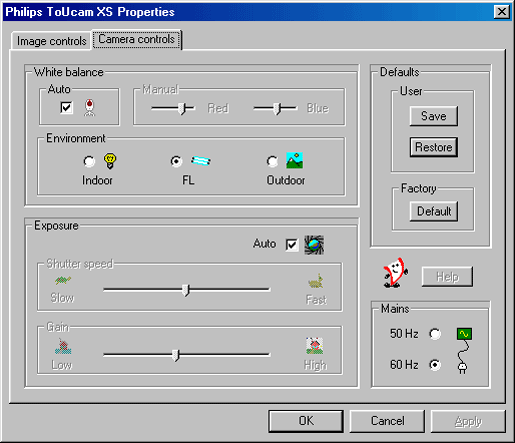 Philips ToUcam XS Properties
Image controls
Camera controls
White balance
Auto
Manual
Red
Blue
Environment
Indoor
FL
Outdoor
Exposure
Auto
Shutter speed
Slow
Fast
Gain
Low
High
Defaults
User
Save
Restore
Factory
Default
Help
Mains
50 Hz
60 Hz
OK
Cancel
Apply